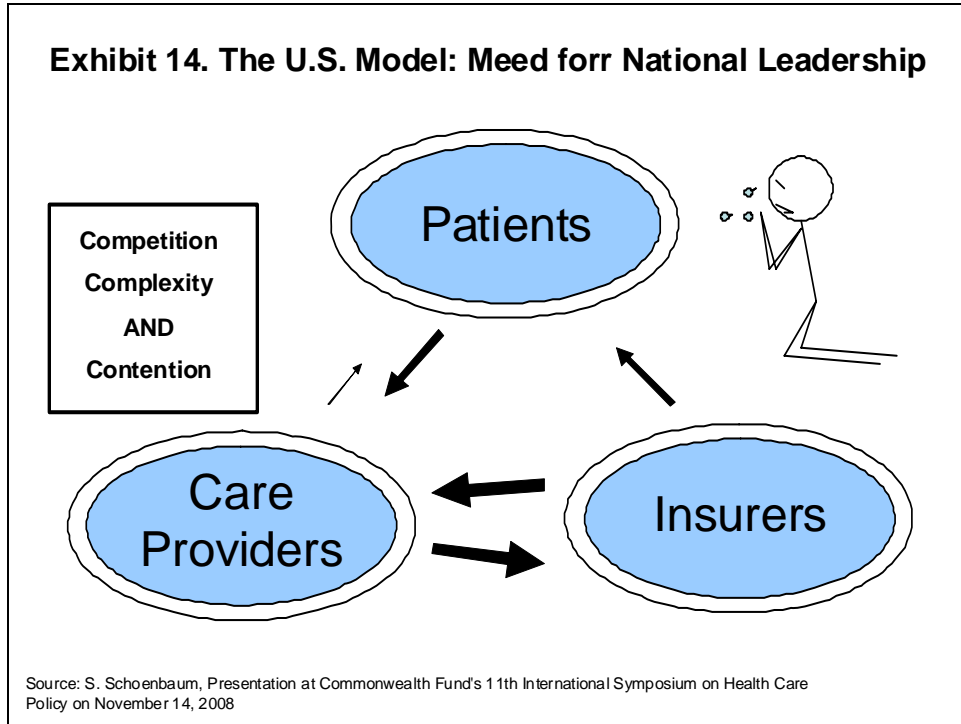 Exhibit 14. The U.S. Model: Meed forr National Leadership
Patients
Competition
Complexity
AND
Contention
Care
Providers
Insurers
Source: S. Schoenbaum, Presentation at Commonwealth Fund's 11th International Symposium on Health Care
Policy on November 14, 2008